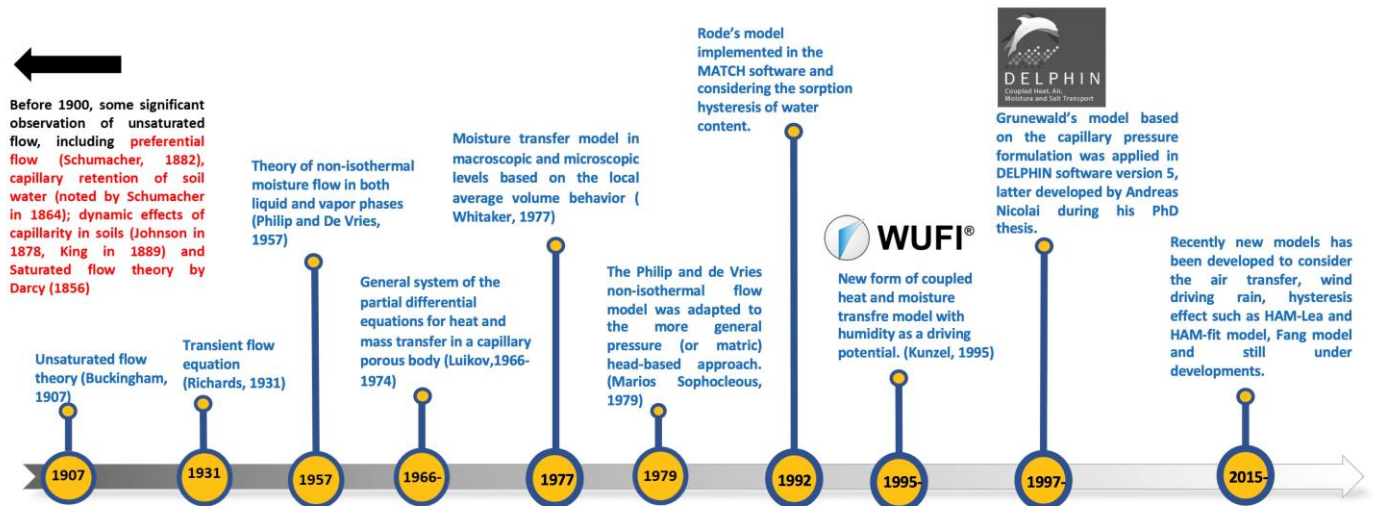 Before 1900, some significant
observation of unsaturated
flow, including preferential
flow (Schumacher, 1882),
capillary retention of soil
water (noted by Schumacher
in 1864); dynamic effects of
capillarity in soils (Johnson in
1878, King in 1889) and
Saturated flow theory by
Darcy (1856)
Unsaturated flow
theory (Buckingham,
1907)
Transient flow
equation
(Richards, 1931)
Theory of non-isothermal
moisture flow in both
liquid and vapor phases
(Philip and De Vries,
1957)
General system of the
partial differential
equations for heat and
mass transfer in a capillary
porous body (Luikov,1966-
1974)
Moisture transfer model in
macroscopic and microscopic
levels based on the local
average volume behavior (
Whitaker, 1977)
The Philip and de Vries
non-isothermal flow
model was adapted to
the more general
pressure (or matric)
head-based approach.
(Marios Sophocleous,
1979)
Rode's model
implemented in the
MATCH software and
considering the sorption
hysteresis of water
content.
WUFI®
New form of coupled
heat and moisture
transfre model with
humidity as a driving
potential. (Kunzel, 1995)
DELPHIN
Coupled Heat, Air,
Moisture and Salt Transport
Grunewald's model based
on the capillary pressure
formulation was applied in
DELPHIN software version 5,
latter developed by Andreas
Nicolai during his PhD
thesis.
Recently new models has
been developed to consider
the air transfer, wind
driving rain, hysteresis
effect such as HAM-Lea and
HAM-fit model, Fang model
and still under
developments.
1907
1931
1957
1966-
1977
1979
1992
1995-
1997-
2015-